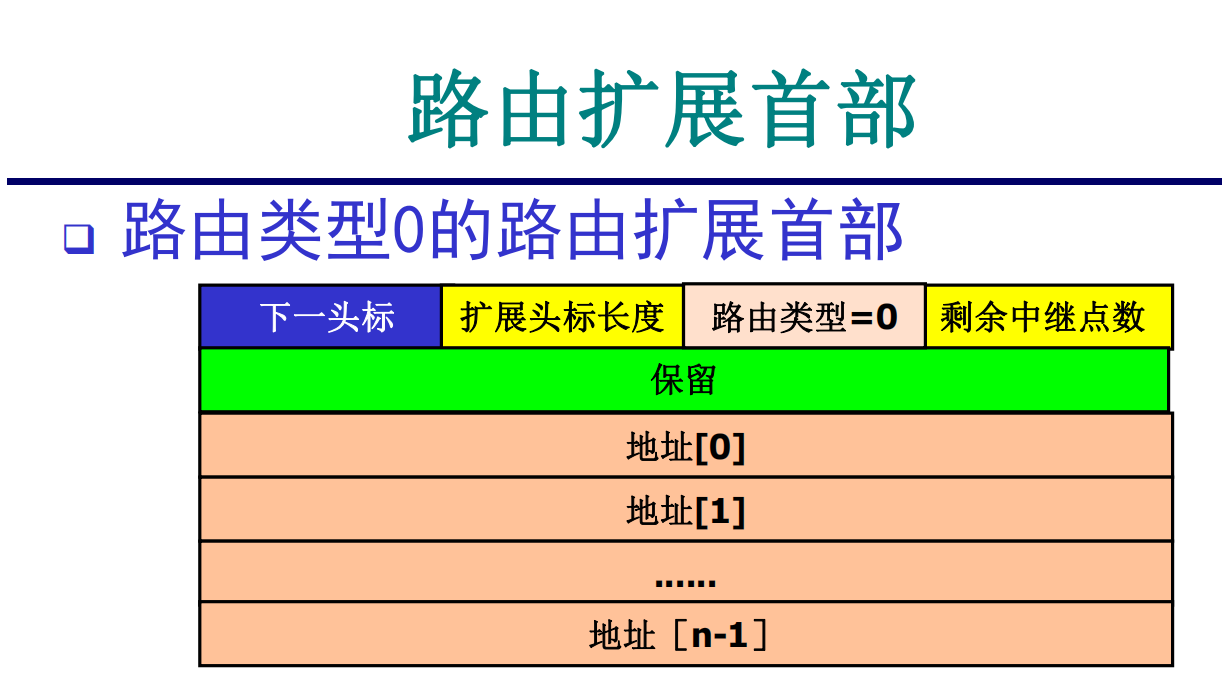 路由扩展首部
路由类型0的路由扩展首部
下一头标 扩展头标长度 路由类型=0 剩余中继点数
保留
地址[0]
地址[1]
……
地址［n-1］